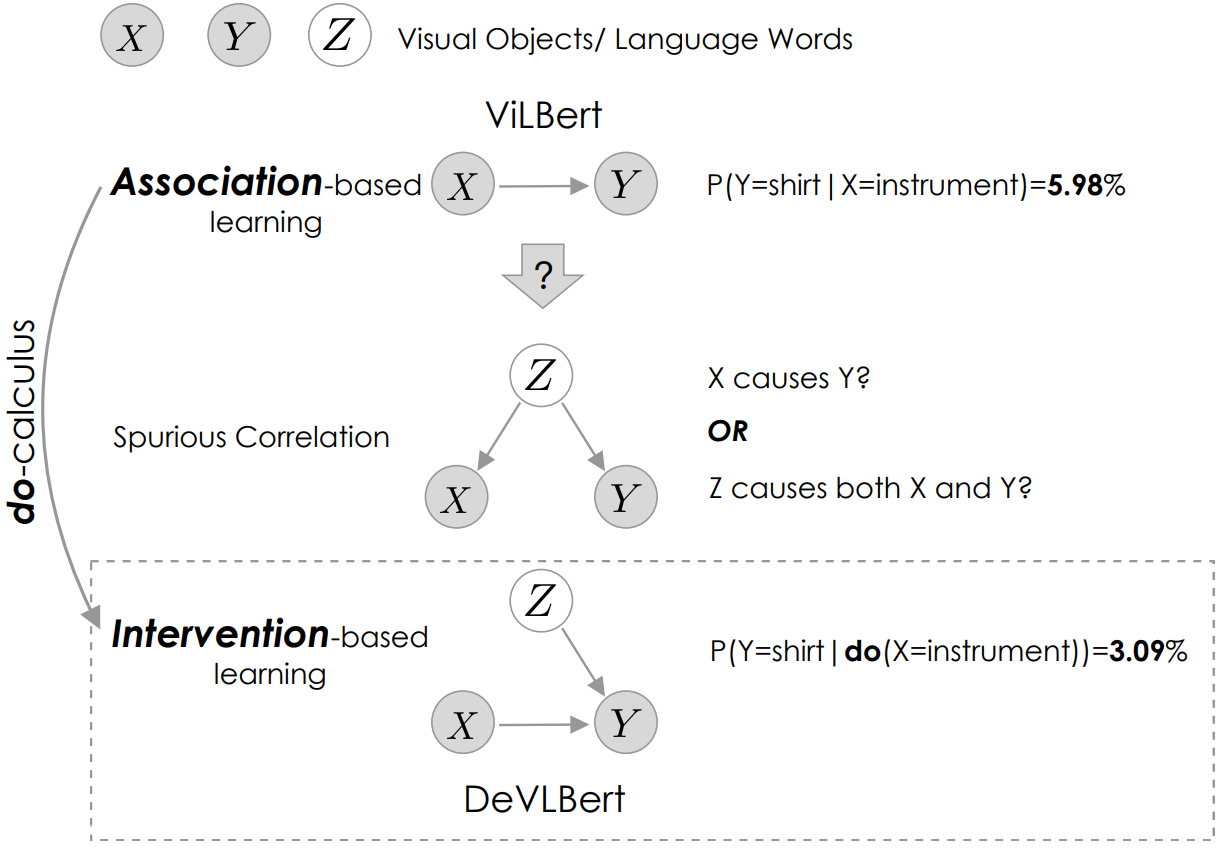 X Y Z Visual Objects/ Language Words
ViLBert
Association-based X Y P(Y=shirt|X=instrument)=5.98%
learning
?
Z X causes Y?
Spurious Correlation OR
X Y Z causes both X and Y?
do-calculus
Z
Intervention-based P(Y=shirt|do(X=instrument))=3.09%
learning
X Y
DeVLBert